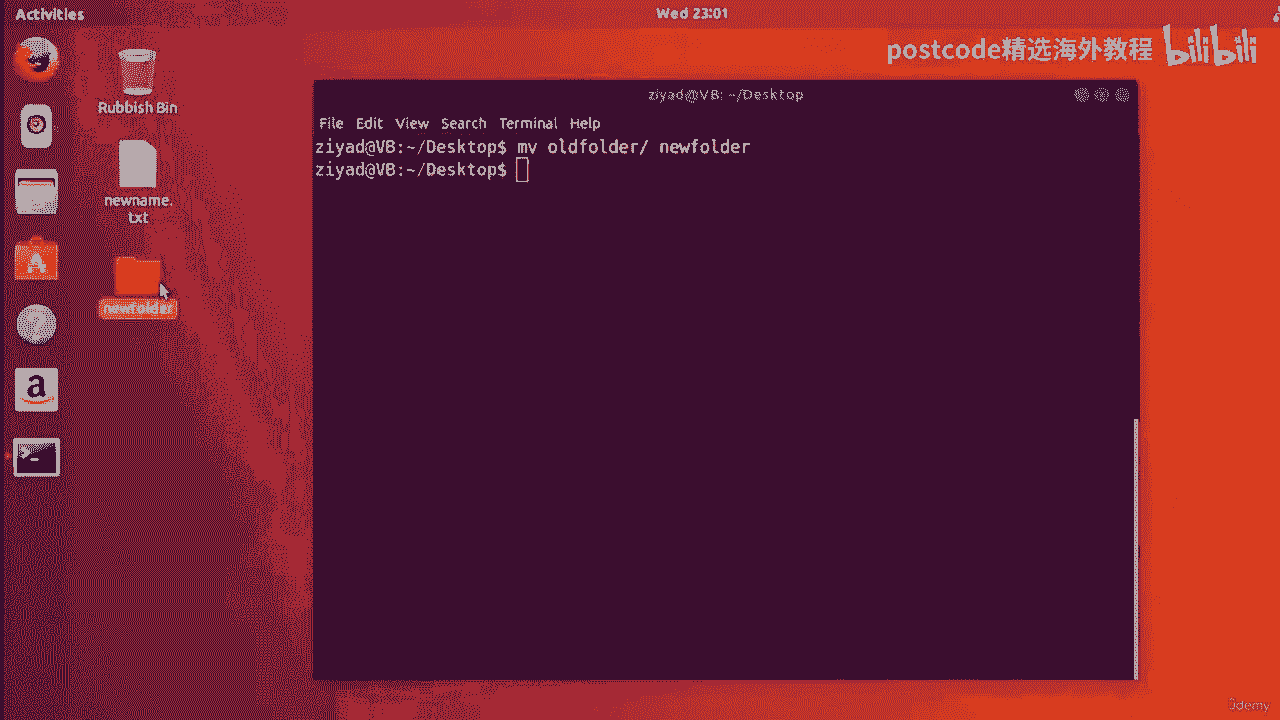 Activities
Wed 23:01
postcode精选海外教程 bilibili
Rubbish Bin
newname.
txt
newfolder
ziyad@VB: ~/Desktop
File Edit View Search Terminal Help
ziyad@VB:~/Desktop$ mv oldfolder/ newfolder
ziyad@VB:~/Desktop$
Udemy